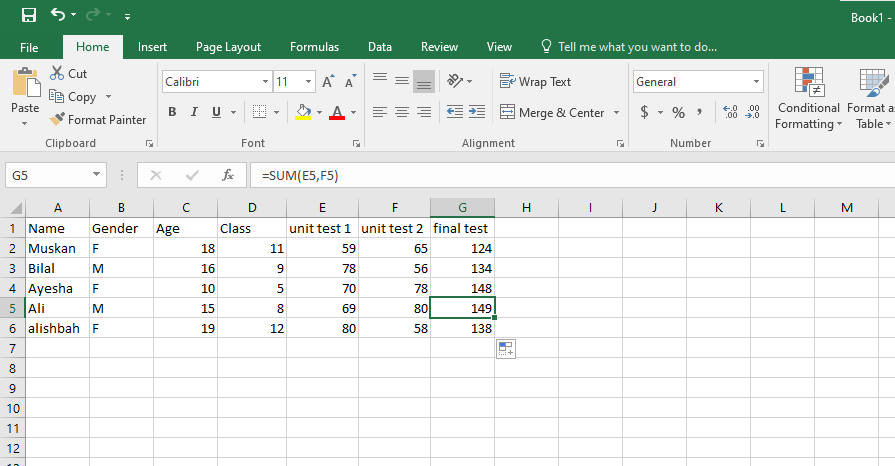 Book1 -
File Home Insert Page Layout Formulas Data Review View Tell me what you want to do...
Paste
Cut
Copy
Format Painter
Clipboard
Calibri 11 A A
B I U A
Font
Wrap Text
Merge & Center
Alignment
General
$ % , .0 .00 .00 .0
Number
Conditional Formatting
Format a
Table
G5 fx =SUM(E5,F5)
A B C D E F G H I J K L M
1 Name Gender Age Class unit test 1 unit test 2 final test
2 Muskan F 18 11 59 65 124
3 Bilal M 16 9 78 56 134
4 Ayesha F 10 5 70 78 148
5 Ali M 15 8 69 80 149
6 alishbah F 19 12 80 58 138
7
8
9
10
11
12